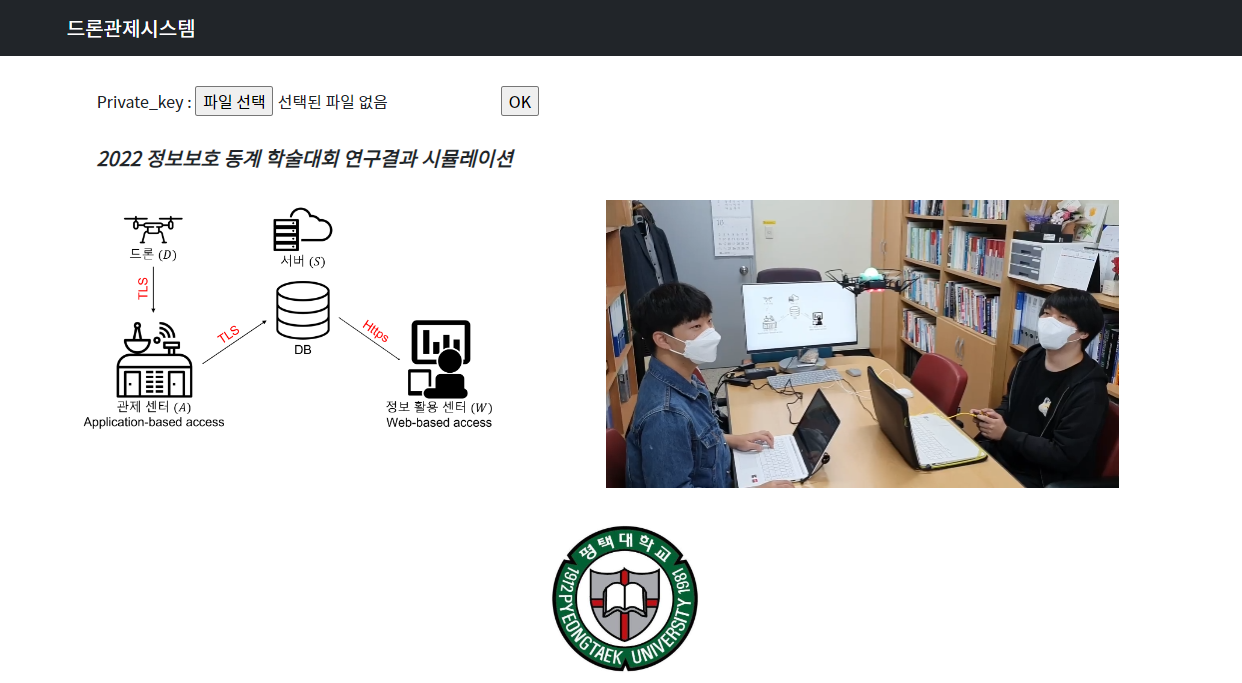 드론관제시스템
Private_key : 파일 선택 선택된 파일 없음 OK
2022 정보보호 동계 학술대회 연구결과 시뮬레이션
드론 (D)
서버 (S)
TLS
TLS
Https
DB
관제 센터 (A)
Application-based access
정보 활용 센터 (W)
Web-based access
평택대학교
1912 PYEONGTAEK UNIVERSITY 1981